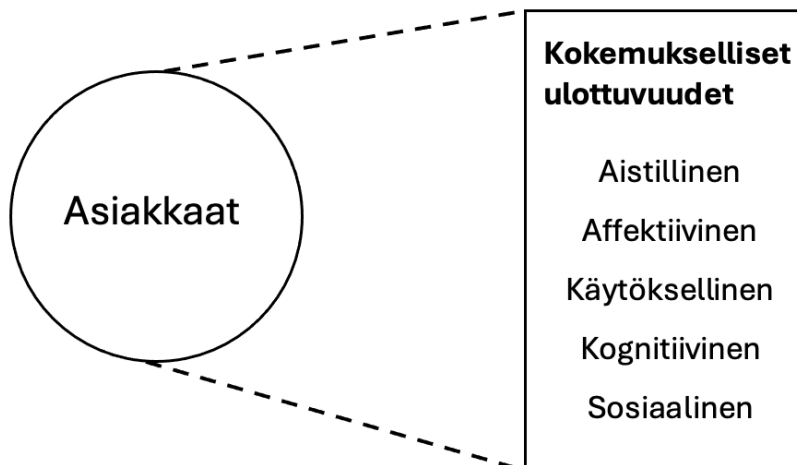 Asiakkaat
Kokemukselliset
ulottuvuudet
Aistillinen
Affektiivinen
Käytöksellinen
Kognitiivinen
Sosiaalinen